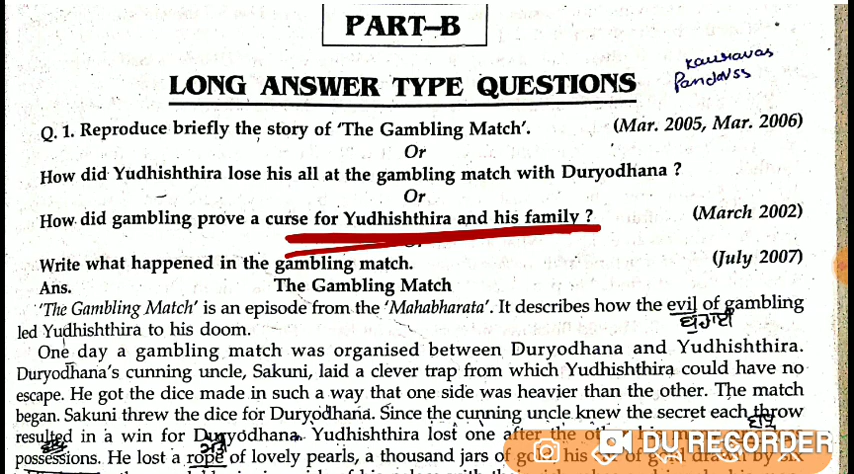 PART–B
LONG ANSWER TYPE QUESTIONS
Kauravas
Pandavss
Q. 1. Reproduce briefly the story of 'The Gambling Match'. (Mar. 2005, Mar. 2006)
Or
How did Yudhishthira lose his all at the gambling match with Duryodhana ?
Or
How did gambling prove a curse for Yudhishthira and his family ? (March 2002)
Or
Write what happened in the gambling match. (July 2007)
Ans. The Gambling Match
'The Gambling Match' is an episode from the 'Mahabharata'. It describes how the evil of gambling
ਬੁਰਾਈ
led Yudhishthira to his doom.
One day a gambling match was organised between Duryodhana and Yudhishthira.
Duryodhana's cunning uncle, Sakuni, laid a clever trap from which Yudhishthira could have no
escape. He got the dice made in such a way that one side was heavier than the other. The match
began. Sakuni threw the dice for Duryodhana. Since the cunning uncle knew the secret each throw
resulted in a win for Duryodhana. Yudhishthira lost one after the
possessions. He lost a rope of lovely pearls, a thousand jars of
DU RECORDER